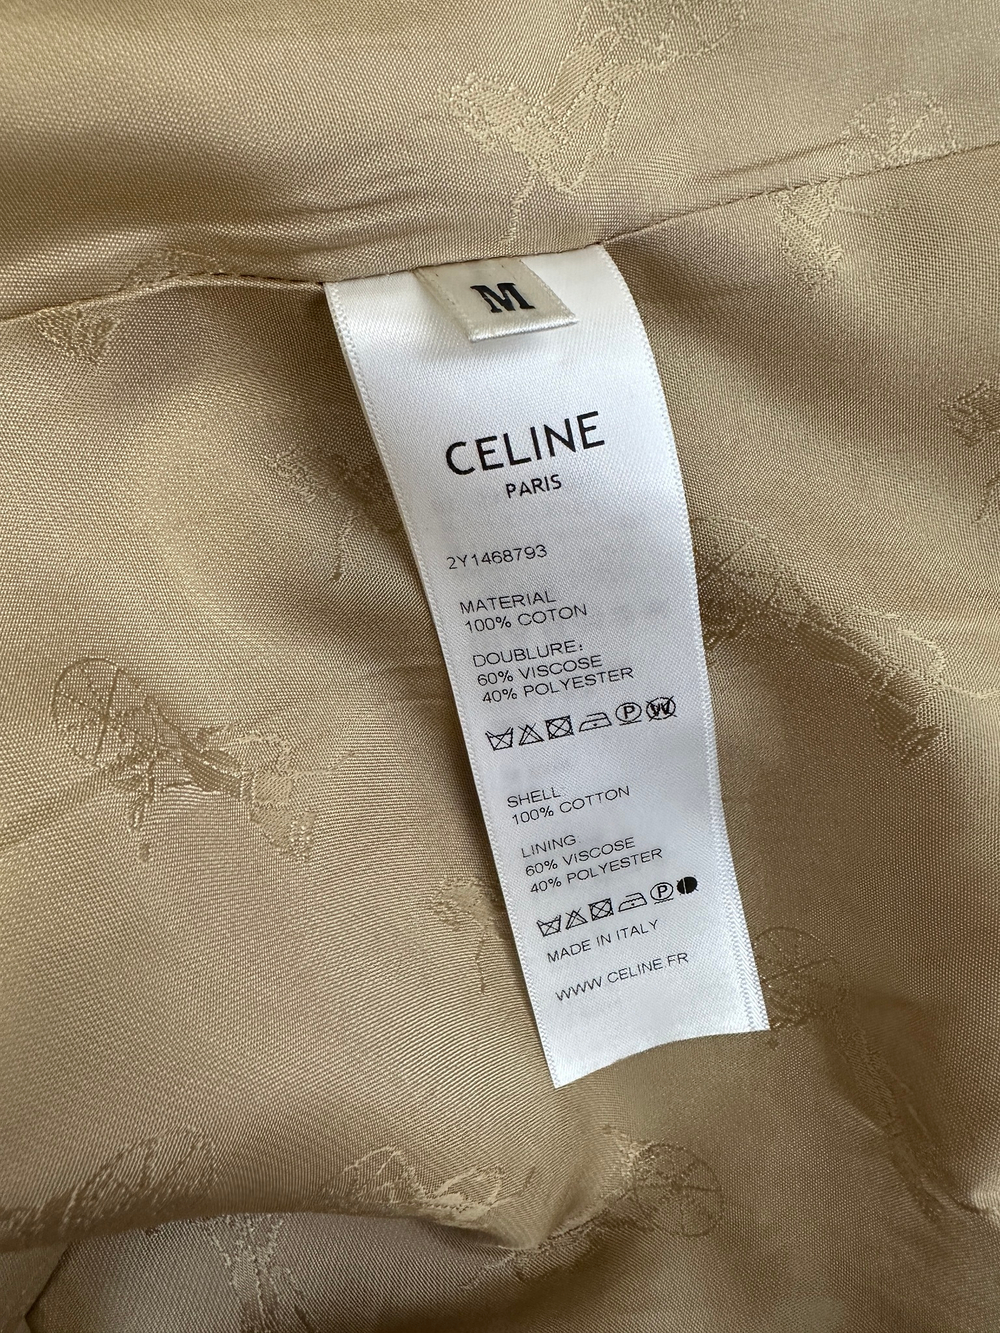 M
CELINE
PARIS
2Y1468793
MATERIAL
100% COTON
DOUBLURE:
60% VISCOSE
40% POLYESTER
P W
SHELL
100% COTTON
LINING
60% VISCOSE
40% POLYESTER
P
MADE IN ITALY
WWW CELINE.FR